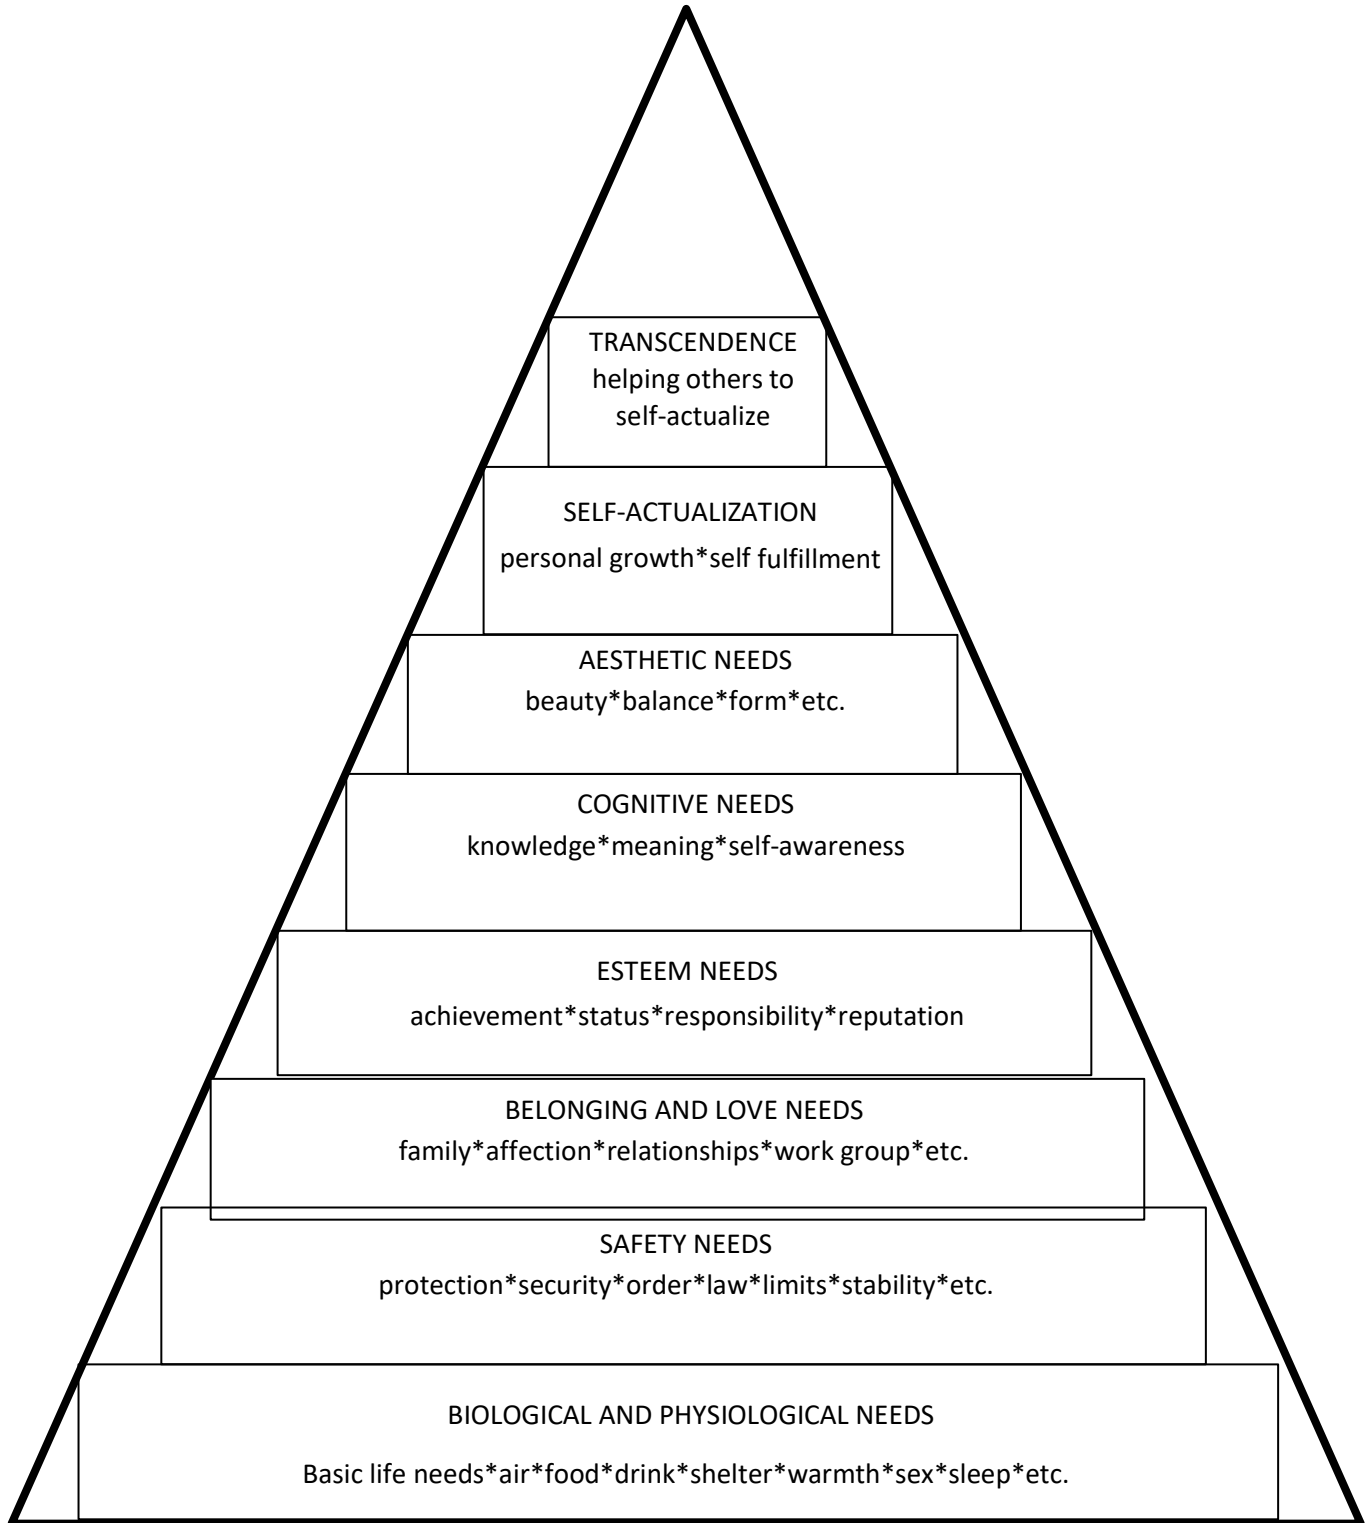 TRANSCENDENCE
helping others to
self-actualize
SELF-ACTUALIZATION
personal growth*self fulfillment
AESTHETIC NEEDS
beauty*balance*form*etc.
COGNITIVE NEEDS
knowledge*meaning*self-awareness
ESTEEM NEEDS
achievement*status*responsibility*reputation
BELONGING AND LOVE NEEDS
family*affection*relationships*work group*etc.
SAFETY NEEDS
protection*security*order*law*limits*stability*etc.
BIOLOGICAL AND PHYSIOLOGICAL NEEDS
Basic life needs*air*food*drink*shelter*warmth*sex*sleep*etc.